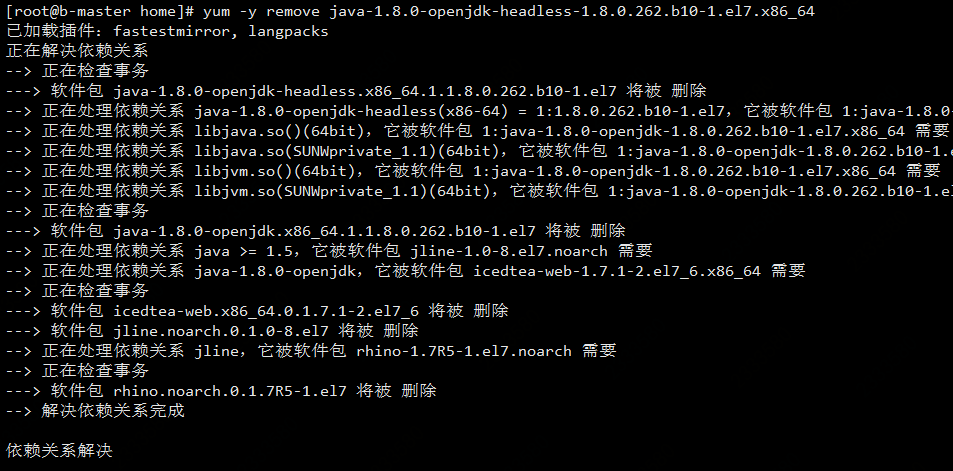 [root@b-master home]# yum -y remove java-1.8.0-openjdk-headless-1.8.0.262.b10-1.el7.x86_64
已加载插件：fastestmirror, langpacks
正在解决依赖关系
--> 正在检查事务
---> 软件包 java-1.8.0-openjdk-headless.x86_64.1.1.8.0.262.b10-1.el7 将被 删除
--> 正在处理依赖关系 java-1.8.0-openjdk-headless(x86-64) = 1:1.8.0.262.b10-1.el7，它被软件包 1:java-1.8.0-
--> 正在处理依赖关系 libjava.so()(64bit)，它被软件包 1:java-1.8.0-openjdk-1.8.0.262.b10-1.el7.x86_64 需要
--> 正在处理依赖关系 libjava.so(SUNWprivate_1.1)(64bit)，它被软件包 1:java-1.8.0-openjdk-1.8.0.262.b10-1.e
--> 正在处理依赖关系 libjvm.so()(64bit)，它被软件包 1:java-1.8.0-openjdk-1.8.0.262.b10-1.el7.x86_64 需要
--> 正在处理依赖关系 libjvm.so(SUNWprivate_1.1)(64bit)，它被软件包 1:java-1.8.0-openjdk-1.8.0.262.b10-1.el
--> 正在检查事务
---> 软件包 java-1.8.0-openjdk.x86_64.1.1.8.0.262.b10-1.el7 将被 删除
--> 正在处理依赖关系 java >= 1.5，它被软件包 jline-1.0-8.el7.noarch 需要
--> 正在处理依赖关系 java-1.8.0-openjdk，它被软件包 icedtea-web-1.7.1-2.el7_6.x86_64 需要
--> 正在检查事务
---> 软件包 icedtea-web.x86_64.0.1.7.1-2.el7_6 将被 删除
---> 软件包 jline.noarch.0.1.0-8.el7 将被 删除
--> 正在处理依赖关系 jline，它被软件包 rhino-1.7R5-1.el7.noarch 需要
--> 正在检查事务
---> 软件包 rhino.noarch.0.1.7R5-1.el7 将被 删除
--> 解决依赖关系完成
依赖关系解决